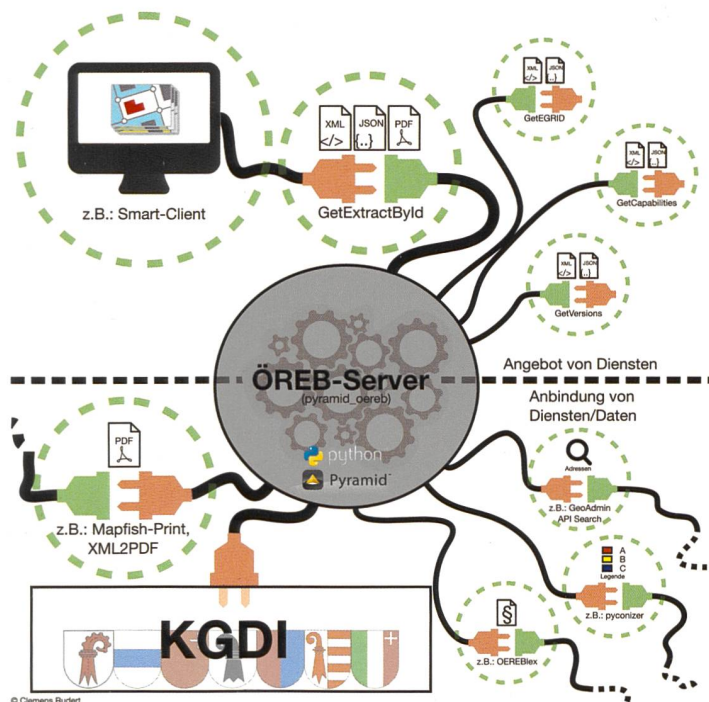 XML
</>
JSON
{..}
PDF
z.B.: Smart-Client
GetExtractById
XML
</>
JSON
{..}
GetEGRID
XML
</>
JSON
{..}
GetCapabilities
XML
</>
JSON
{..}
GetVersions
Angebot von Diensten
ÖREB-Server
(pyramid_oereb)
python
Pyramid
Anbindung von
Diensten/Daten
PDF
z.B.: Mapfish-Print,
XML2PDF
Adressen
z.B.: GeoAdmin
API Search
A
B
C
Legende
z.B.: pyconizer
§
z.B.: OEREBlex
KGDI
© Clemens Rudert